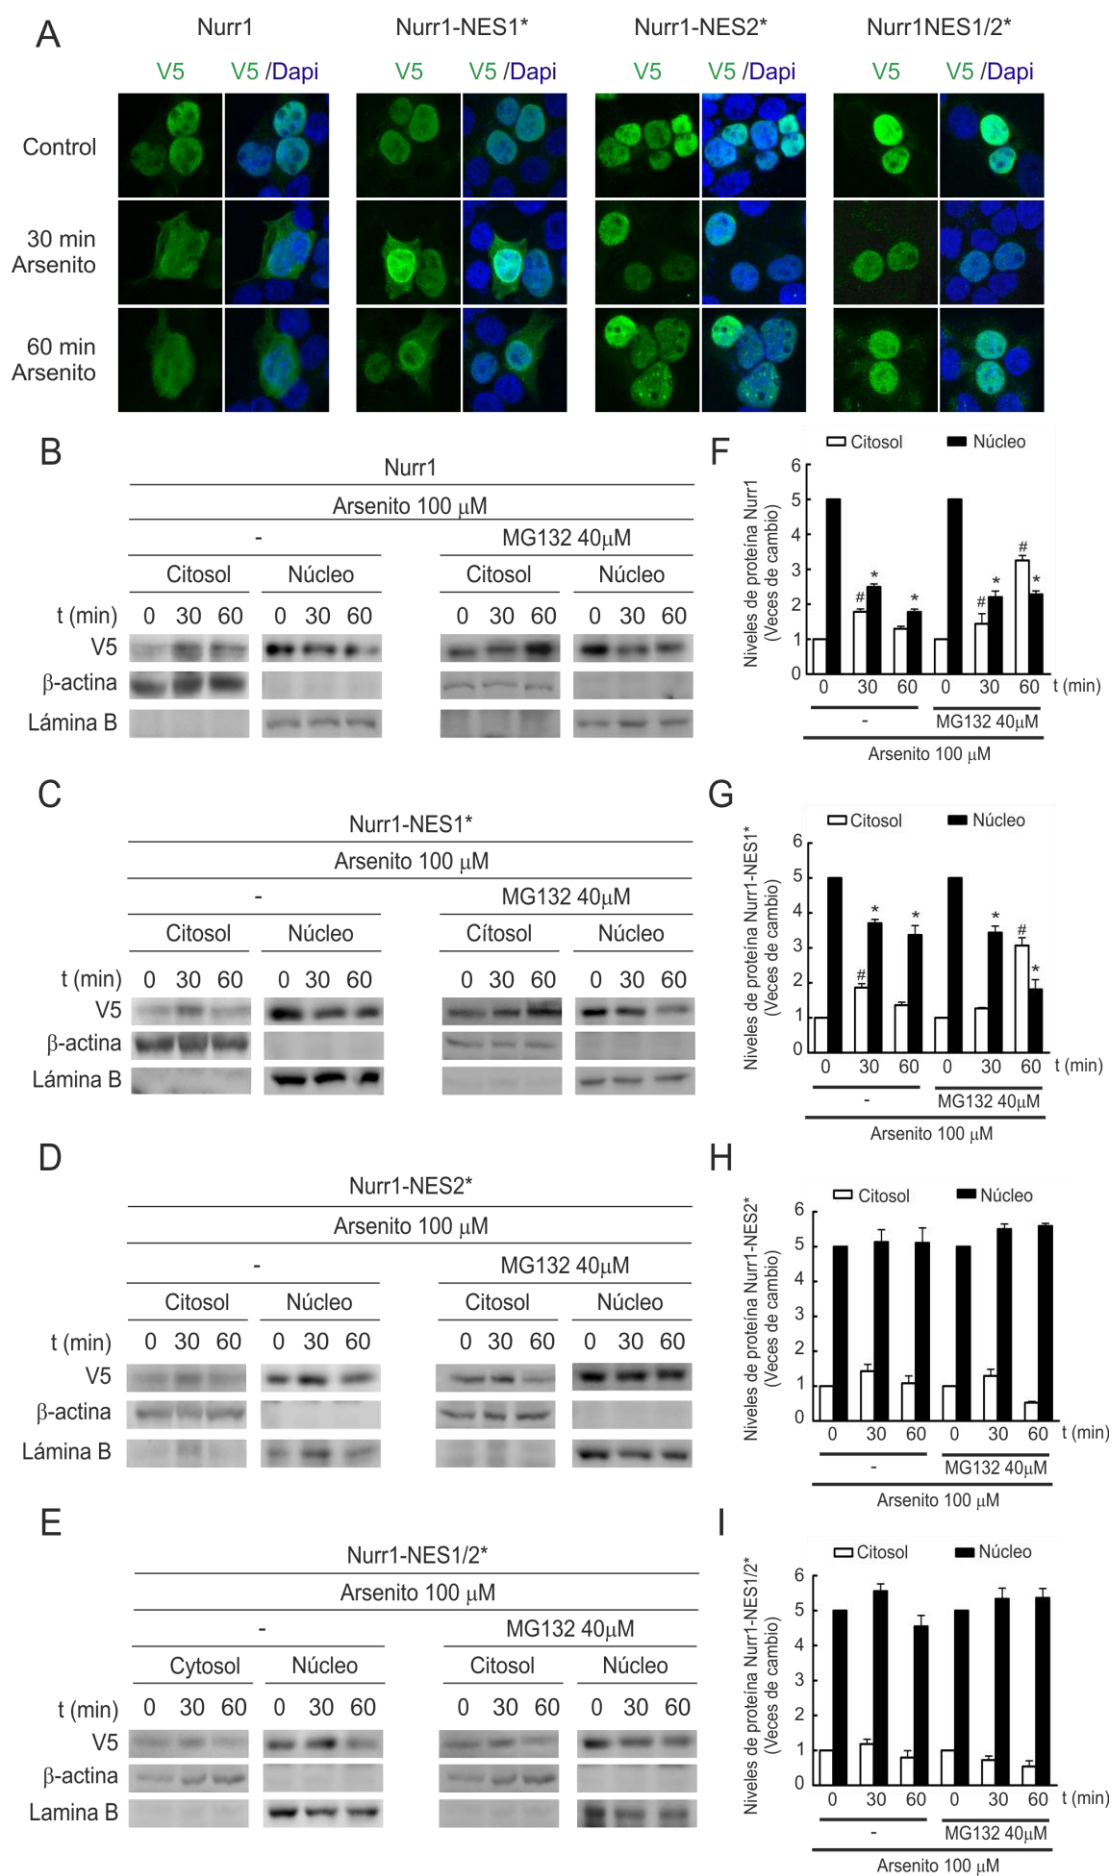 A
Nurr1 Nurr1-NES1* Nurr1-NES2* Nurr1NES1/2*
V5 V5 /Dapi V5 V5 /Dapi V5 V5 /Dapi V5 V5 /Dapi
Control
30 min
Arsenito
60 min
Arsenito
B
Nurr1
Arsenito 100 µM
- MG132 40µM
Citosol Núcleo Citosol Núcleo
t (min) 0 30 60 0 30 60 0 30 60 0 30 60
V5
β-actina
Lámina B
F
Citosol Núcleo
Niveles de proteína Nurr1
(Veces de cambio)
6
5
3
2
1
0
0 30 60 0 30 60 t (min)
- MG132 40µM
Arsenito 100 µM
# * * # * # *
C
Nurr1-NES1*
Arsenito 100 µM
- MG132 40µM
Citosol Núcleo Cítosol Núcleo
t (min) 0 30 60 0 30 60 0 30 60 0 30 60
V5
β-actina
Lámina B
G
Citosol Núcleo
Niveles de proteína Nurr1-NES1*
(Veces de cambio)
6
5
3
2
1
0
# * * * # *
0 30 60 0 30 60 t (min)
- MG132 40µM
Arsenito 100 µM
D
Nurr1-NES2*
Arsenito 100 µM
- MG132 40µM
Citosol Núcleo Citosol Núcleo
t (min) 0 30 60 0 30 60 0 30 60 0 30 60
V5
β-actina
Lámina B
H
Citosol Núcleo
Niveles de proteína Nurr1-NES2*
(Veces de cambio)
6
5
2
1
0
0 30 60 0 30 60 t (min)
- MG132 40µM
Arsenito 100 µM
E
Nurr1-NES1/2*
Arsenito 100 µM
- MG132 40µM
Cytosol Núcleo Citosol Núcleo
t (min) 0 30 60 0 30 60 0 30 60 0 30 60
V5
β-actina
Lamina B
I
Citosol Núcleo
Niveles de proteína Nurr1-NES1/2*
(Veces de cambio)
6
5
4
3
2
1
0
0 30 60 0 30 60 t (min)
- MG132 40µM
Arsenito 100 µM